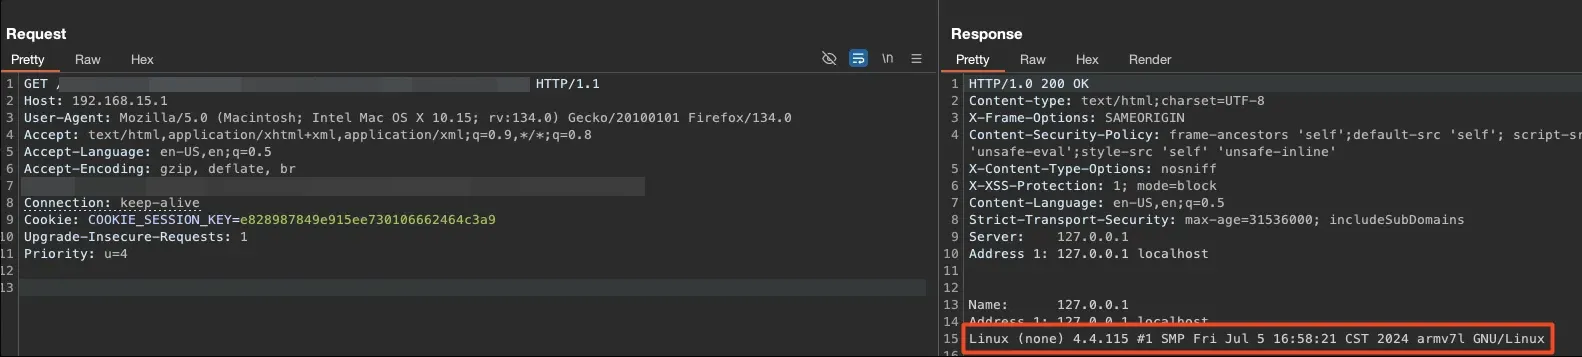 Request
Pretty Raw Hex \n
1 GET / HTTP/1.1
2 Host: 192.168.15.1
3 User-Agent: Mozilla/5.0 (Macintosh; Intel Mac OS X 10.15; rv:134.0) Gecko/20100101 Firefox/134.0
4 Accept: text/html,application/xhtml+xml,application/xml;q=0.9,*/*;q=0.8
5 Accept-Language: en-US,en;q=0.5
6 Accept-Encoding: gzip, deflate, br
7
8 Connection: keep-alive
9 Cookie: COOKIE_SESSION_KEY=e828987849e915ee730106662464c3a9
10 Upgrade-Insecure-Requests: 1
11 Priority: u=4
12
13
Response
Pretty Raw Hex Render
1 HTTP/1.0 200 OK
2 Content-type: text/html;charset=UTF-8
3 X-Frame-Options: SAMEORIGIN
4 Content-Security-Policy: frame-ancestors 'self';default-src 'self'; script-sr
'unsafe-eval';style-src 'self' 'unsafe-inline'
5 X-Content-Type-Options: nosniff
6 X-XSS-Protection: 1; mode=block
7 Content-Language: en-US,en;q=0.5
8 Strict-Transport-Security: max-age=31536000; includeSubDomains
9 Server: 127.0.0.1
10 Address 1: 127.0.0.1 localhost
11
12
13 Name: 127.0.0.1
14 Address 1: 127.0.0.1 localhost
15 Linux (none) 4.4.115 #1 SMP Fri Jul 5 16:58:21 CST 2024 armv7l GNU/Linux
16